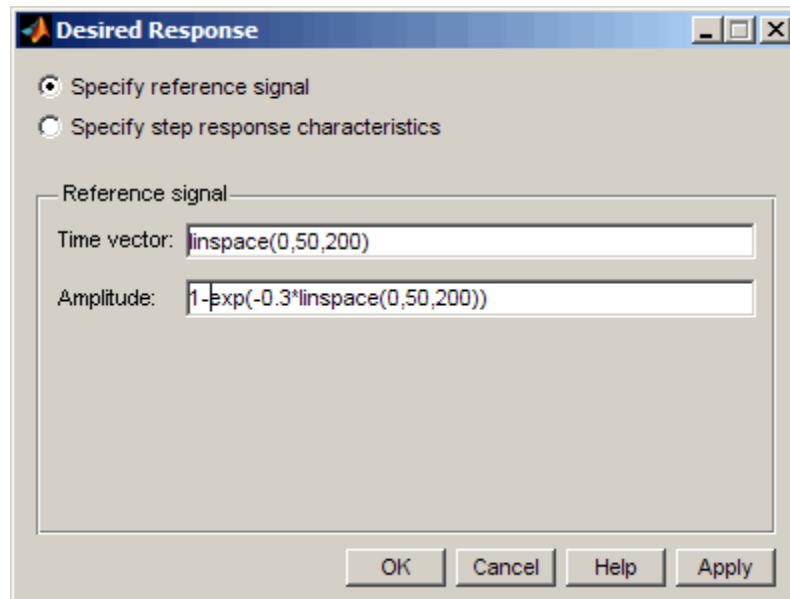 Desired Response
Specify reference signal
Specify step response characteristics
Reference signal
Time vector: linspace(0,50,200)
Amplitude: 1-exp(-0.3*linspace(0,50,200))
OK Cancel Help Apply